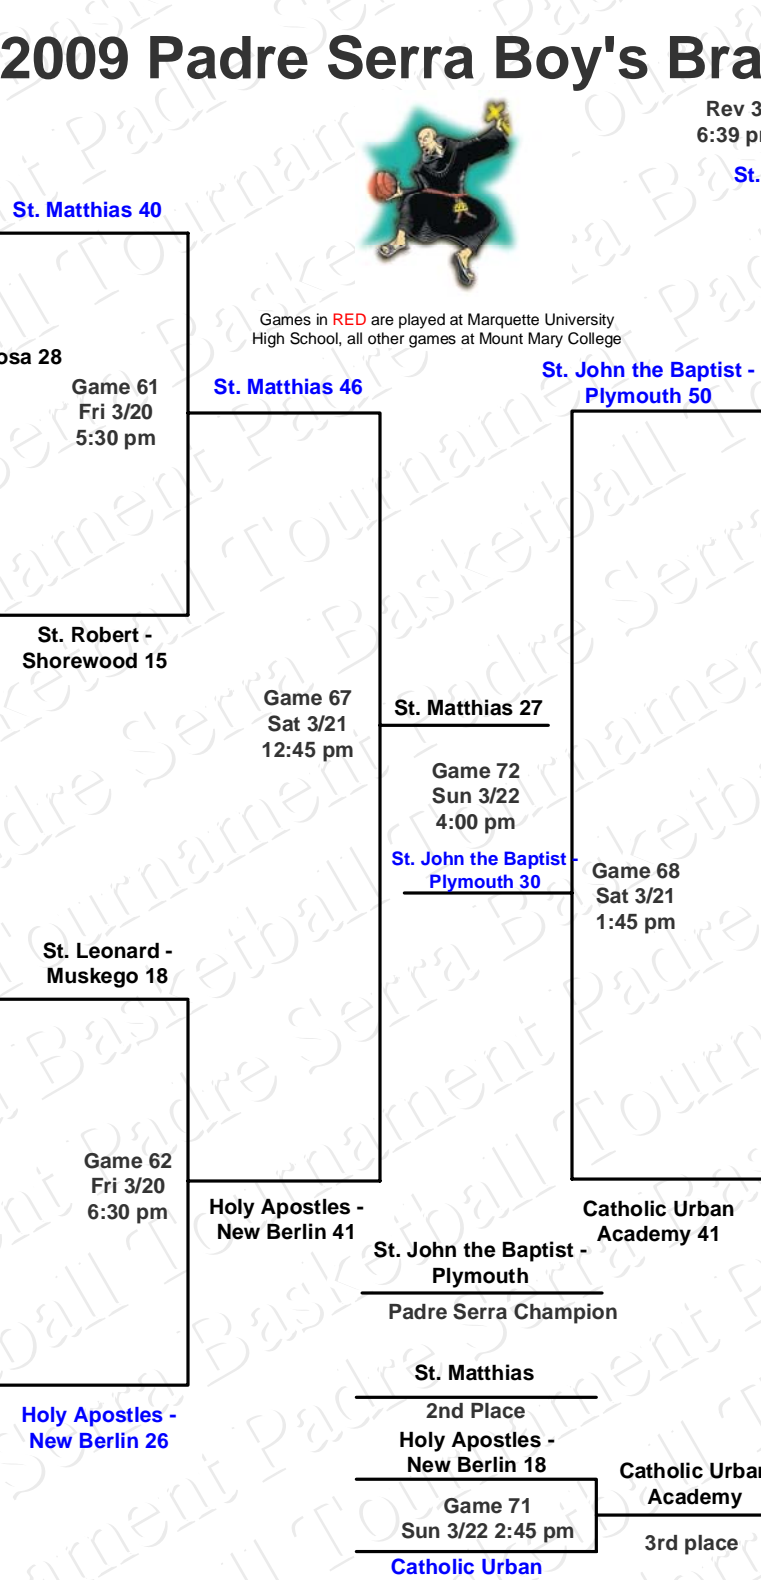 2009 Padre Serra Boy's Bra
Rev 3
6:39 p
St.
St. Matthias 40
Games in RED are played at Marquette University
High School, all other games at Mount Mary College
osa 28
Game 61
Fri 3/20
5:30 pm
St. Matthias 46
St. John the Baptist -
Plymouth 50
St. Robert -
Shorewood 15
Game 67
Sat 3/21
12:45 pm
St. Matthias 27
Game 72
Sun 3/22
4:00 pm
St. John the Baptist -
Plymouth 30
Game 68
Sat 3/21
1:45 pm
St. Leonard -
Muskego 18
Game 62
Fri 3/20
6:30 pm
Holy Apostles -
New Berlin 41
Catholic Urban
Academy 41
St. John the Baptist -
Plymouth
Padre Serra Champion
St. Matthias
2nd Place
Holy Apostles -
New Berlin 26
Holy Apostles -
New Berlin 18
Game 71
Sun 3/22 2:45 pm
Catholic Urban
Catholic Urban
Academy
3rd place